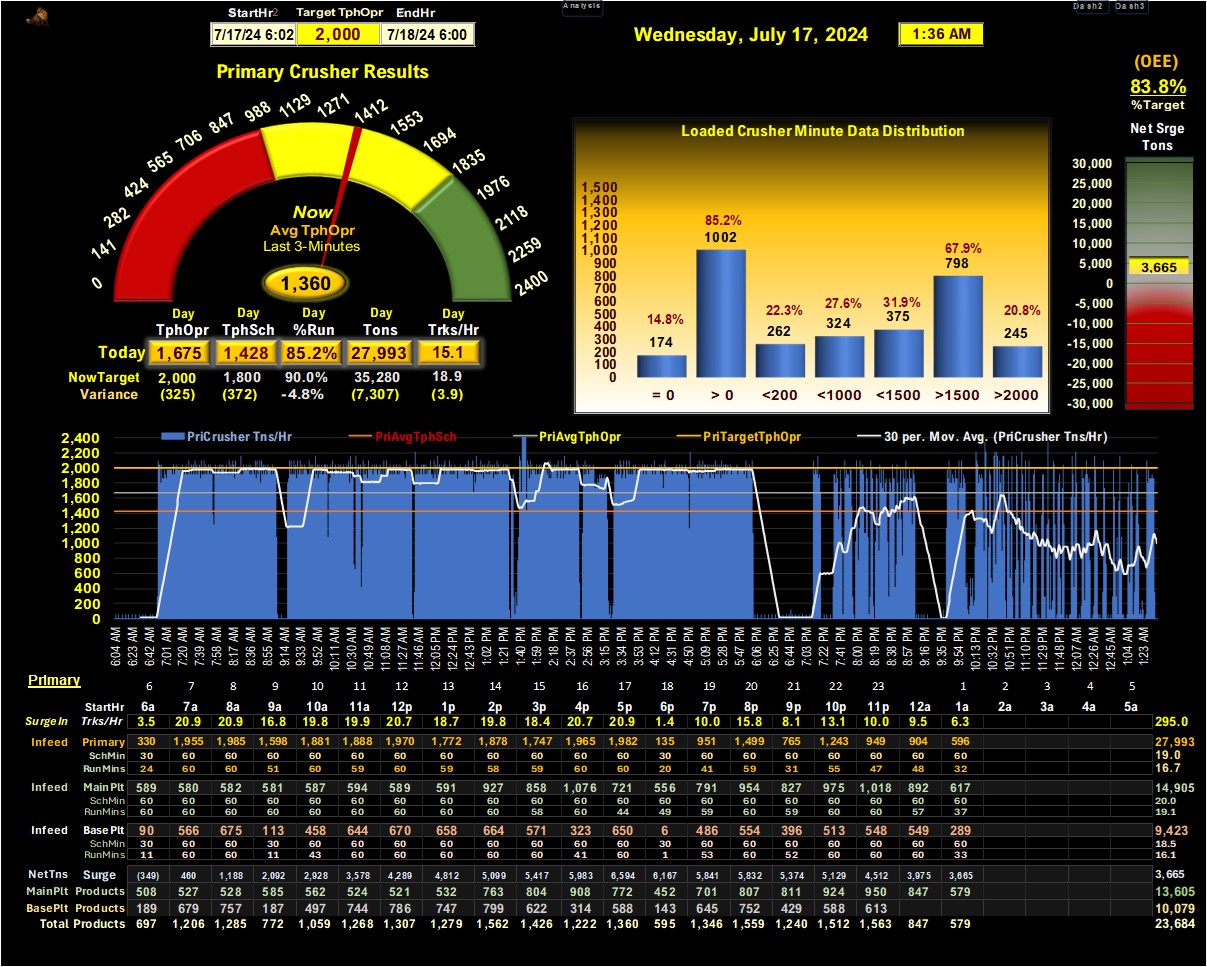 Analysis
Dash2 Dash3
StartHr2 Target TphOpr EndHr
7/17/24 6:02 2,000 7/18/24 6:00
Wednesday, July 17, 2024 1:36 AM
(OEE)
83.8%
%Target
Net Srge
Tons
30,000
25,000
20,000
15,000
10,000
5,000
3,665
0
-5,000
-10,000
-15,000
-20,000
-25,000
-30,000
Primary Crusher Results
0 141 282 424 565 706 847 988 1129 1271 1412 1553 1694 1835 1976 2118 2259 2400
Now
Avg TphOpr
Last 3-Minutes
1,360
Day Day Day Day Day
TphOpr TphSch %Run Tons Trks/Hr
Today 1,675 1,428 85.2% 27,993 15.1
NowTarget 2,000 1,800 90.0% 35,280 18.9
Variance (325) (372) -4.8% (7,307) (3.9)
Loaded Crusher Minute Data Distribution
1,500
1,400
1,300
1,200
1,100
1,000
900
800
700
600
500
400
300
200
100
0
14.8% 85.2% 22.3% 27.6% 31.9% 67.9% 20.8%
174 1002 262 324 375 798 245
= 0 > 0 <200 <1000 <1500 >1500 >2000
PriCrusher Tns/Hr PriAvgTphSch PriAvgTphOpr PriTargetTphOpr 30 per. Mov. Avg. (PriCrusher Tns/Hr)
2,400
2,200
2,000
1,800
1,600
1,400
1,200
1,000
800
600
400
200
0
6:04 AM 6:23 AM 6:42 AM 7:01 AM 7:20 AM 7:39 AM 7:58 AM 8:17 AM 8:36 AM 8:55 AM 9:14 AM 9:33 AM 9:52 AM 10:11 AM 10:30 AM 10:49 AM 11:08 AM 11:27 AM 11:46 AM 12:05 PM 12:24 PM 12:43 PM 1:02 PM 1:21 PM 1:40 PM 1:59 PM 2:18 PM 2:37 PM 2:56 PM 3:15 PM 3:34 PM 3:53 PM 4:12 PM 4:31 PM 4:50 PM 5:09 PM 5:28 PM 5:47 PM 6:06 PM 6:25 PM 6:44 PM 7:03 PM 7:22 PM 7:41 PM 8:00 PM 8:19 PM 8:38 PM 8:57 PM 9:16 PM 9:35 PM 9:54 PM 10:13 PM 10:32 PM 10:51 PM 11:10 PM 11:29 PM 11:48 PM 12:07 AM 12:26 AM 12:45 AM 1:04 AM 1:23 AM
Primary
6 7 8 9 10 11 12 13 14 15 16 17 18 19 20 21 22 23 1 2 3 4 5
StartHr 6a 7a 8a 9a 10a 11a 12p 1p 2p 3p 4p 5p 6p 7p 8p 9p 10p 11p 12a 1a 2a 3a 4a 5a
SurgeIn Trks/Hr 3.5 20.9 20.9 16.8 19.8 19.9 20.7 18.7 19.8 18.4 20.7 20.9 1.4 10.0 15.8 8.1 13.1 10.0 9.5 6.3 295.0
Infeed Primary 330 1,955 1,985 1,598 1,881 1,888 1,970 1,772 1,878 1,747 1,965 1,982 135 951 1,499 765 1,243 949 904 596 27,993
SchMin 30 60 60 60 60 60 60 60 60 60 60 60 30 60 60 60 60 60 60 60 19.0
RunMins 24 60 60 51 60 59 60 59 58 59 60 60 20 41 59 31 55 47 48 32 16.7
Infeed MainPlt 589 580 582 581 587 594 589 591 927 858 1,076 721 556 791 954 827 975 1,018 892 617 14,905
SchMin 60 60 60 60 60 60 60 60 60 60 60 60 60 60 60 60 60 60 60 60 20.0
RunMins 60 60 60 60 60 60 60 60 60 58 60 44 49 59 60 60 60 60 57 37 19.1
Infeed BasePlt 90 566 675 113 458 644 670 658 664 571 323 650 6 486 554 396 513 548 549 289 9,423
SchMin 30 60 60 30 60 60 60 60 60 60 60 60 30 60 60 60 60 60 60 60 18.5
RunMins 11 60 60 11 43 60 60 60 60 60 41 60 1 53 60 52 60 60 60 33 16.1
NetTns Surge (349) 460 1,188 2,092 2,928 3,578 4,289 4,812 5,099 5,417 5,983 6,594 6,167 5,841 5,832 5,374 5,129 4,512 3,975 3,665 3,665
MainPlt Products 508 527 528 585 562 524 521 532 763 804 908 772 452 701 807 811 924 950 847 579 13,605
BasePlt Products 189 679 757 187 497 744 786 747 799 622 314 588 143 645 752 429 588 613 10,079
Total Products 697 1,206 1,285 772 1,059 1,268 1,307 1,279 1,562 1,426 1,222 1,360 595 1,346 1,559 1,240 1,512 1,563 847 579 23,684